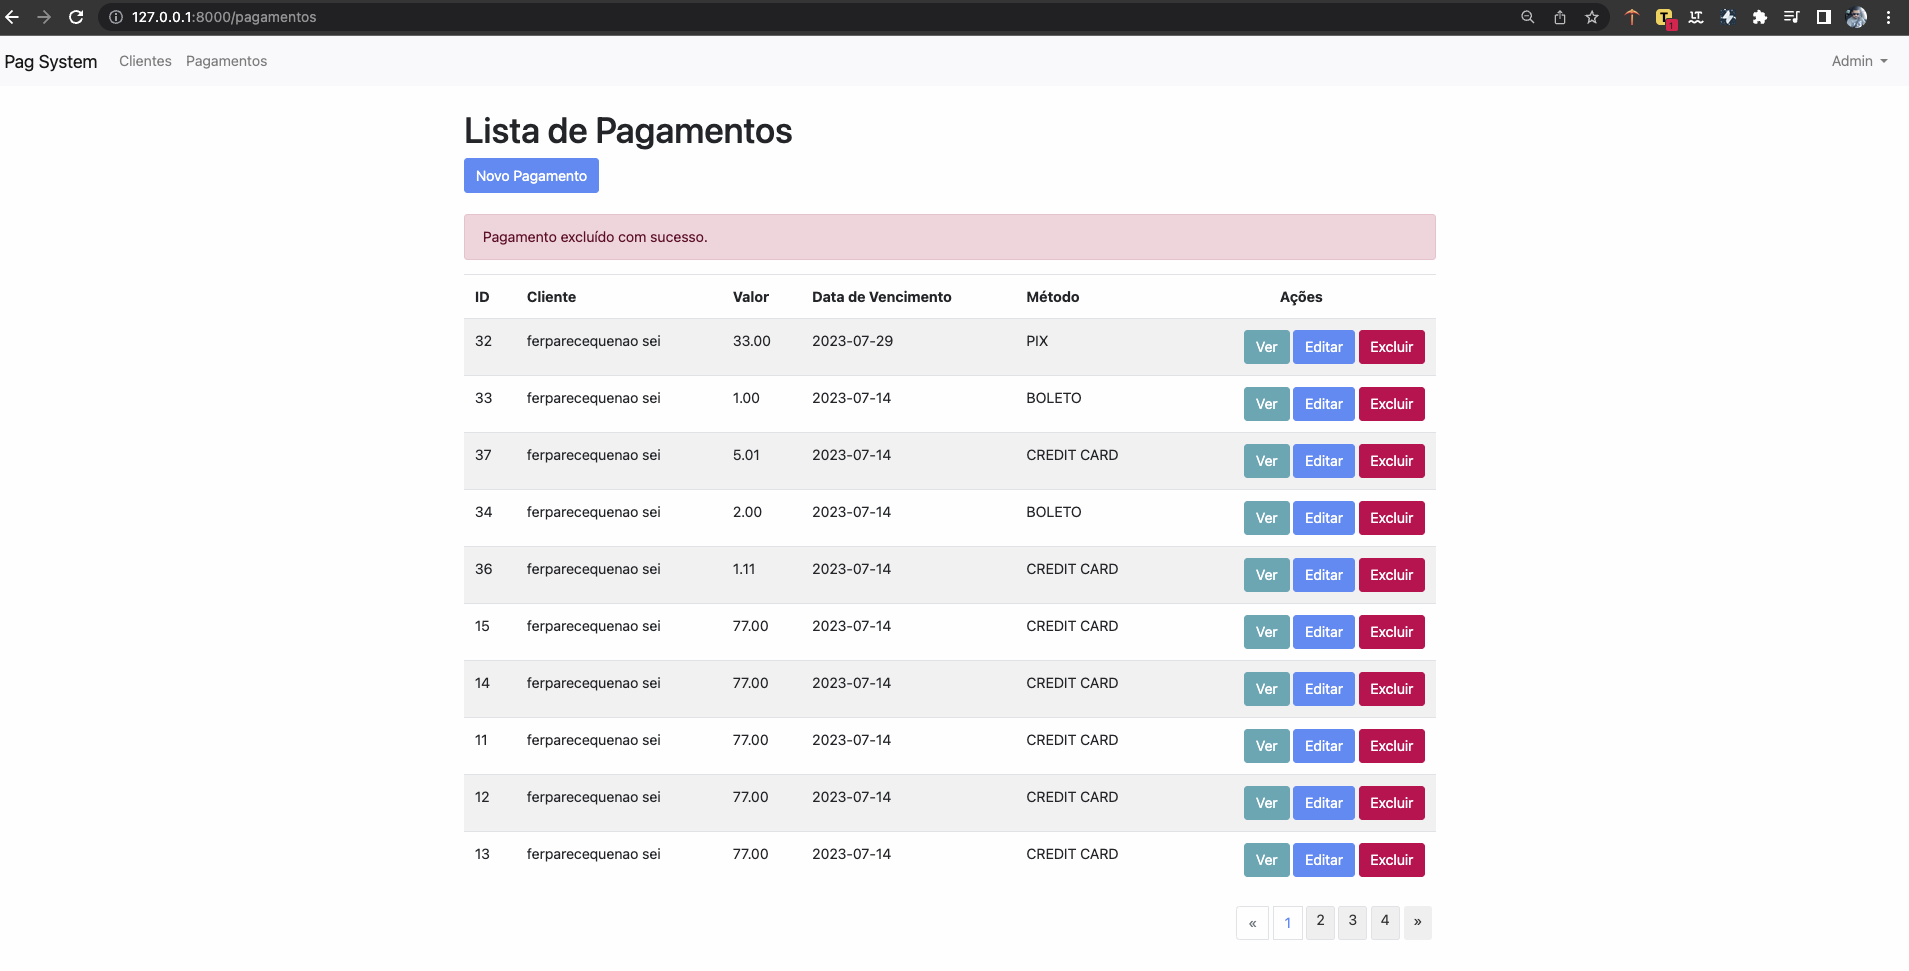 127.0.0.1:8000/pagamentos
T 1
Pag System Clientes Pagamentos Admin
Lista de Pagamentos
Novo Pagamento
Pagamento excluído com sucesso.
ID Cliente Valor Data de Vencimento Método Ações
32 ferparecequenao sei 33.00 2023-07-29 PIX Ver Editar Excluir
33 ferparecequenao sei 1.00 2023-07-14 BOLETO Ver Editar Excluir
37 ferparecequenao sei 5.01 2023-07-14 CREDIT CARD Ver Editar Excluir
34 ferparecequenao sei 2.00 2023-07-14 BOLETO Ver Editar Excluir
36 ferparecequenao sei 1.11 2023-07-14 CREDIT CARD Ver Editar Excluir
15 ferparecequenao sei 77.00 2023-07-14 CREDIT CARD Ver Editar Excluir
14 ferparecequenao sei 77.00 2023-07-14 CREDIT CARD Ver Editar Excluir
11 ferparecequenao sei 77.00 2023-07-14 CREDIT CARD Ver Editar Excluir
12 ferparecequenao sei 77.00 2023-07-14 CREDIT CARD Ver Editar Excluir
13 ferparecequenao sei 77.00 2023-07-14 CREDIT CARD Ver Editar Excluir
« 1 2 3 4 »